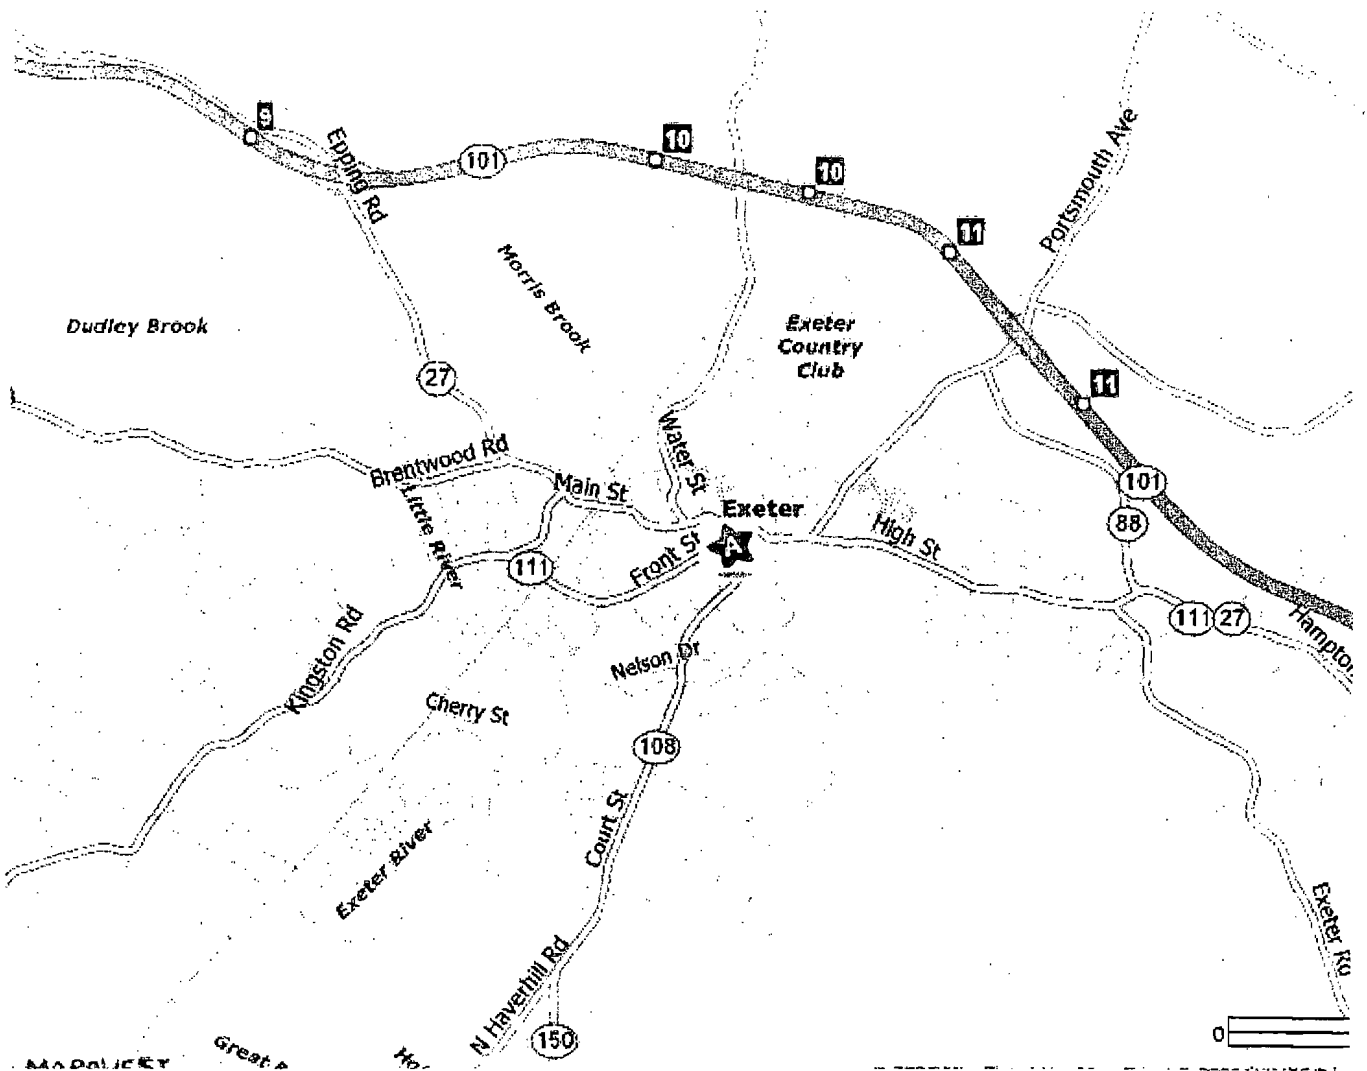 9
Epping Rd
101
10
10
11
Portsmouth Ave
Morris Brook
Dudley Brook
Exeter
Country
Club
27
11
Water St
Brentwood Rd
Main St
Little River
Exeter
A
High St
101
88
Front St
111
111
27
Hampton
Kingston Rd
Nelson Dr
Cherry St
108
Court St
Exeter River
Exeter Rd
N Haverhill Rd
150
0
MAPQUEST
Great